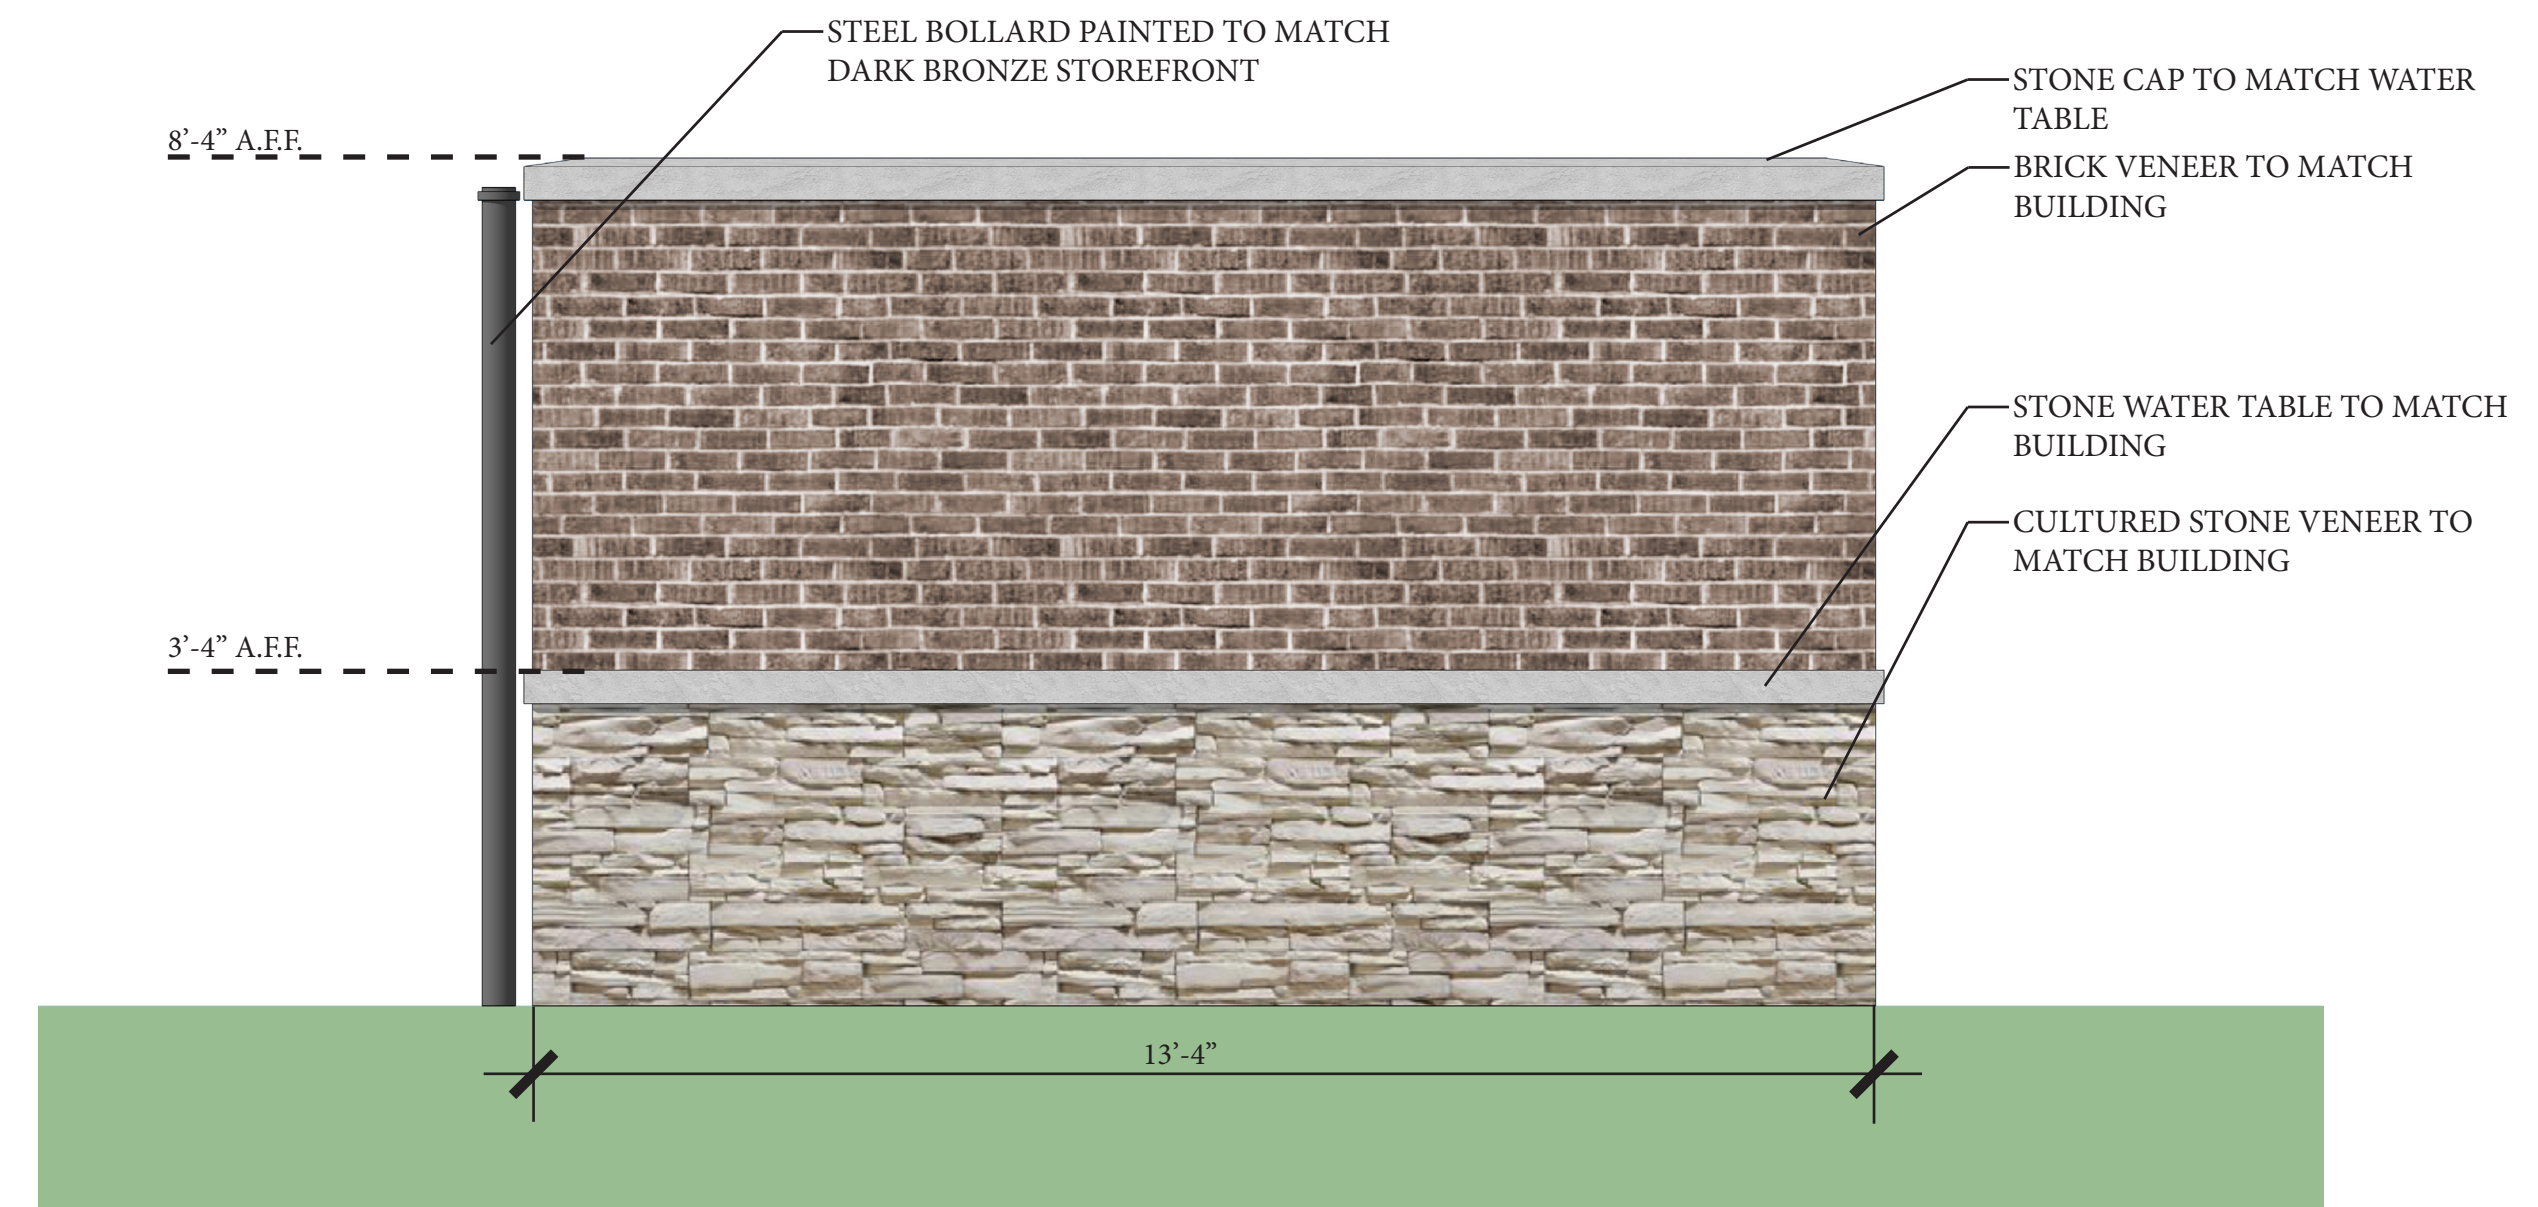 STEEL BOLLARD PAINTED TO MATCH
DARK BRONZE STOREFRONT
STONE CAP TO MATCH WATER
TABLE
8’-4” A.F.F.
BRICK VENEER TO MATCH
BUILDING
STONE WATER TABLE TO MATCH
BUILDING
CULTURED STONE VENEER TO
MATCH BUILDING
3’-4” A.F.F.
13’-4”